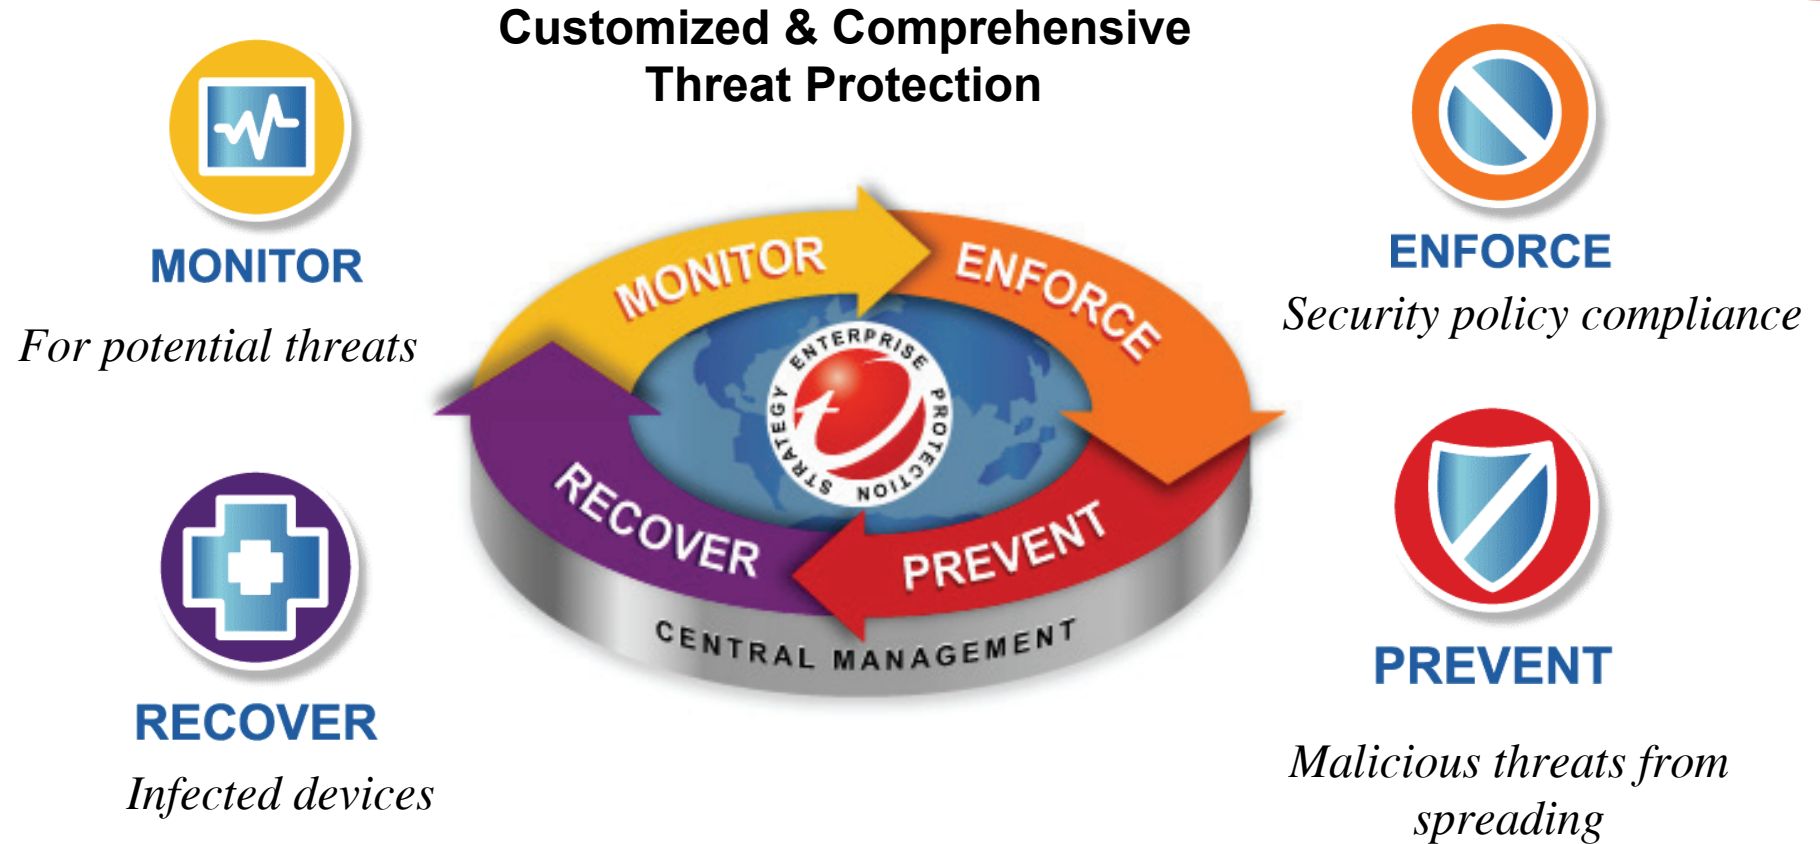 Customized & Comprehensive
Threat Protection
MONITOR
For potential threats
ENFORCE
Security policy compliance
MONITOR
ENFORCE
PREVENT
RECOVER
ENTERPRISE PROTECTION STRATEGY
CENTRAL MANAGEMENT
RECOVER
Infected devices
PREVENT
Malicious threats from
spreading